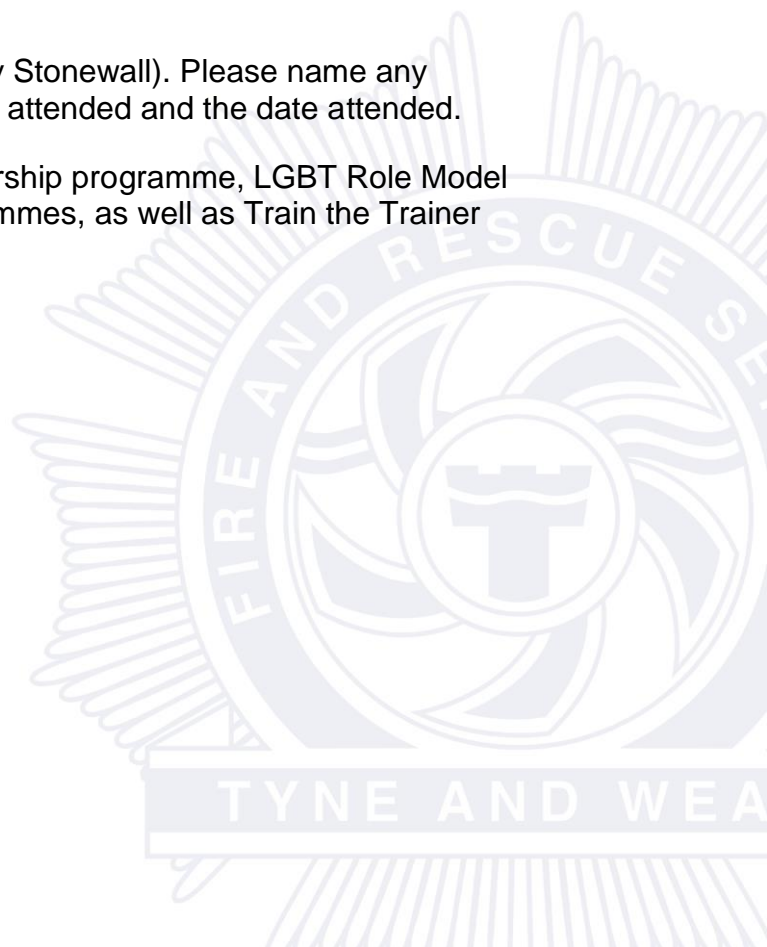 y Stonewall). Please name any
attended and the date attended.
rship programme, LGBT Role Model
mmes, as well as Train the Trainer
FIRE AND RESCUE SE
TYNE AND WEA